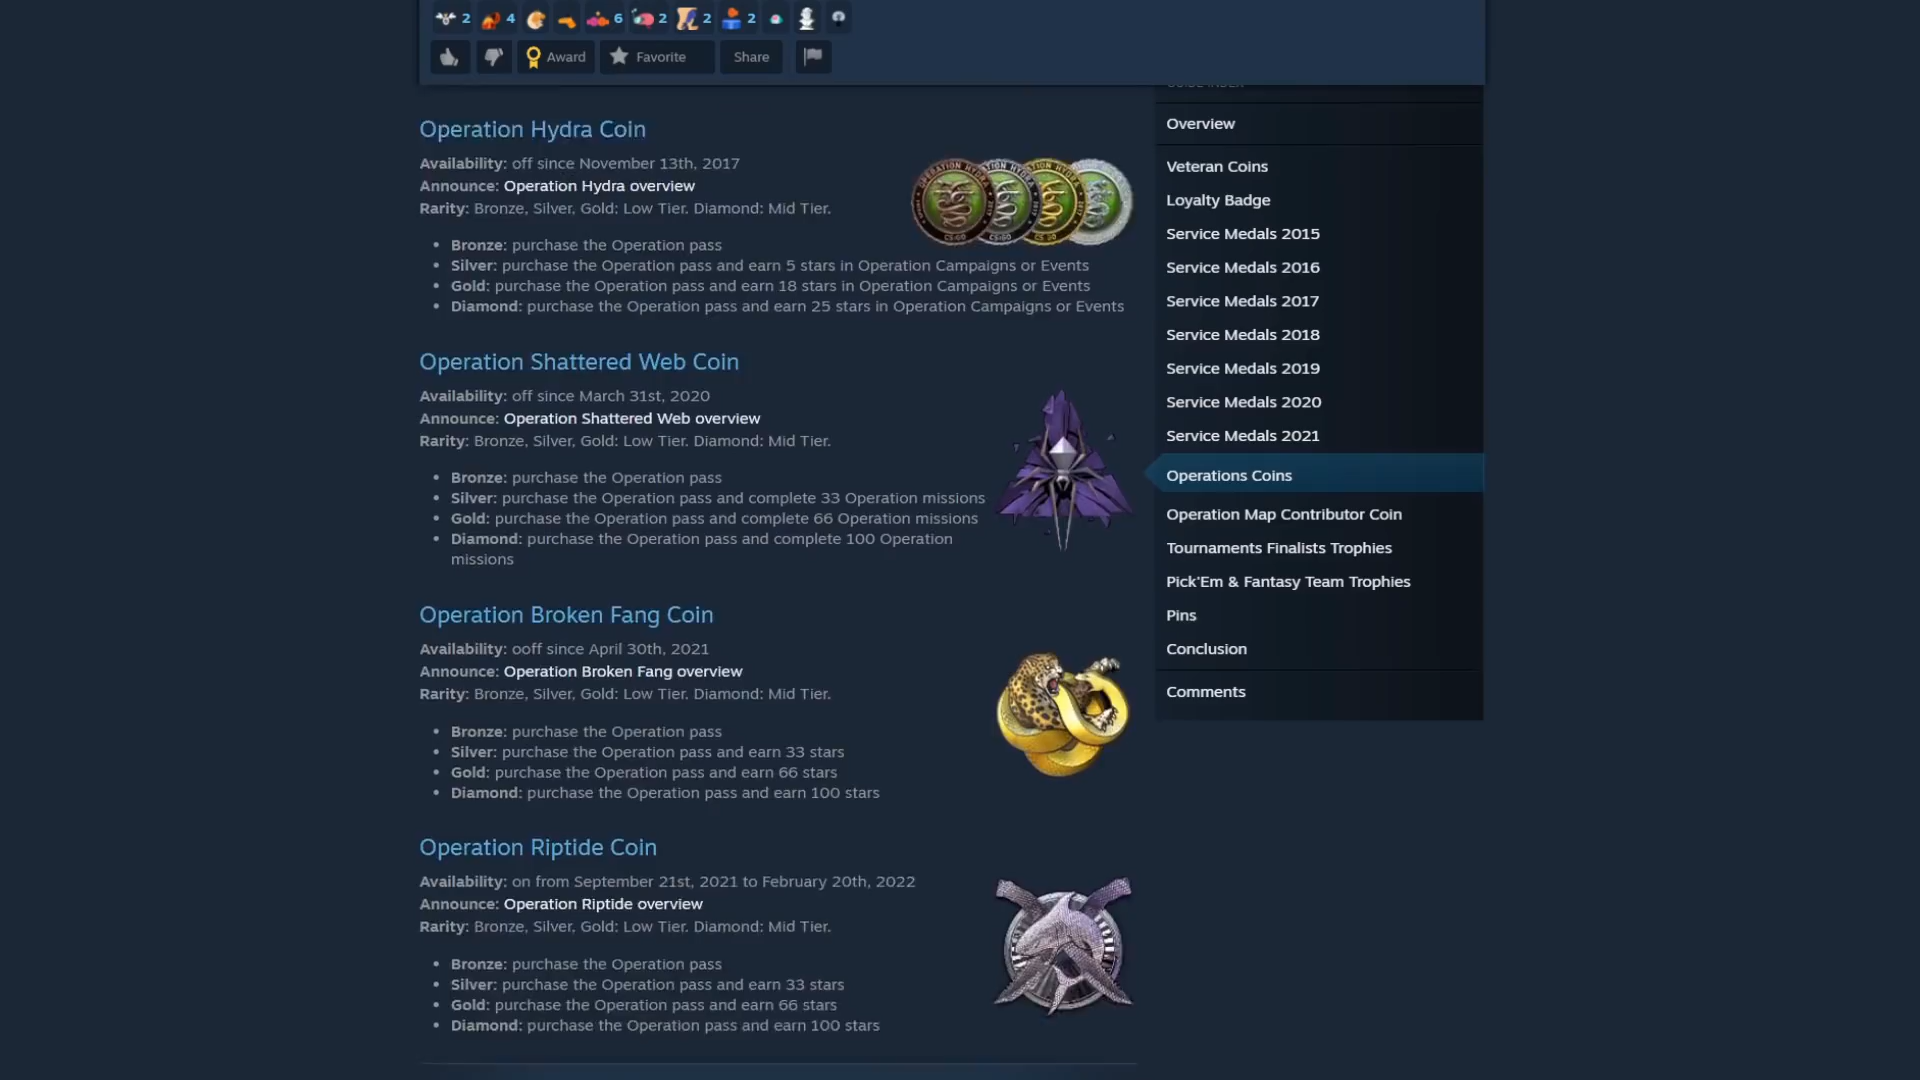 2 4 6 2 2 2
Award Favorite Share
GUIDE INDEX
Operation Hydra Coin
Availability: off since November 13th, 2017
Announce: Operation Hydra overview
Rarity: Bronze, Silver, Gold: Low Tier. Diamond: Mid Tier.
• Bronze: purchase the Operation pass
• Silver: purchase the Operation pass and earn 5 stars in Operation Campaigns or Events
• Gold: purchase the Operation pass and earn 18 stars in Operation Campaigns or Events
• Diamond: purchase the Operation pass and earn 25 stars in Operation Campaigns or Events
Operation Shattered Web Coin
Availability: off since March 31st, 2020
Announce: Operation Shattered Web overview
Rarity: Bronze, Silver, Gold: Low Tier. Diamond: Mid Tier.
• Bronze: purchase the Operation pass
• Silver: purchase the Operation pass and complete 33 Operation missions
• Gold: purchase the Operation pass and complete 66 Operation missions
• Diamond: purchase the Operation pass and complete 100 Operation
missions
Operation Broken Fang Coin
Availability: ooff since April 30th, 2021
Announce: Operation Broken Fang overview
Rarity: Bronze, Silver, Gold: Low Tier. Diamond: Mid Tier.
• Bronze: purchase the Operation pass
• Silver: purchase the Operation pass and earn 33 stars
• Gold: purchase the Operation pass and earn 66 stars
• Diamond: purchase the Operation pass and earn 100 stars
Operation Riptide Coin
Availability: on from September 21st, 2021 to February 20th, 2022
Announce: Operation Riptide overview
Rarity: Bronze, Silver, Gold: Low Tier. Diamond: Mid Tier.
• Bronze: purchase the Operation pass
• Silver: purchase the Operation pass and earn 33 stars
• Gold: purchase the Operation pass and earn 66 stars
• Diamond: purchase the Operation pass and earn 100 stars
Overview
Veteran Coins
Loyalty Badge
Service Medals 2015
Service Medals 2016
Service Medals 2017
Service Medals 2018
Service Medals 2019
Service Medals 2020
Service Medals 2021
Operations Coins
Operation Map Contributor Coin
Tournaments Finalists Trophies
Pick'Em & Fantasy Team Trophies
Pins
Conclusion
Comments